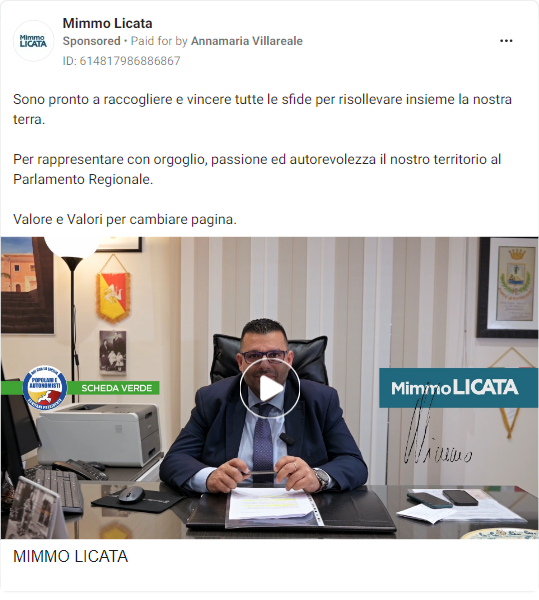 Mimmo Licata
Sponsored • Paid for by Annamaria Villareale
ID: 614817986886867
Mimmo
LICATA
Sono pronto a raccogliere e vincere tutte le sfide per risollevare insieme la nostra
terra.
Per rappresentare con orgoglio, passione ed autorevolezza il nostro territorio al
Parlamento Regionale.
Valore e Valori per cambiare pagina.
POPOLARI E
AUTONOMISTI
SCHEDA VERDE
Mimmo LICATA
Mimmo
MIMMO LICATA